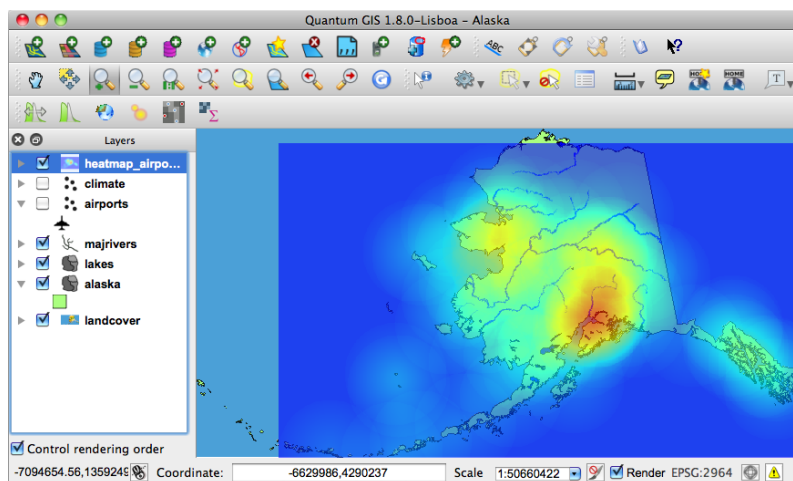 Quantum GIS 1.8.0-Lisboa - Alaska
ABC
T
Layers
heatmap_airpo...
climate
airports
majrivers
lakes
alaska
landcover
Control rendering order
-7094654.56,1359249 Coordinate: -6629986,4290237 Scale 1:50660422 Render EPSG:2964